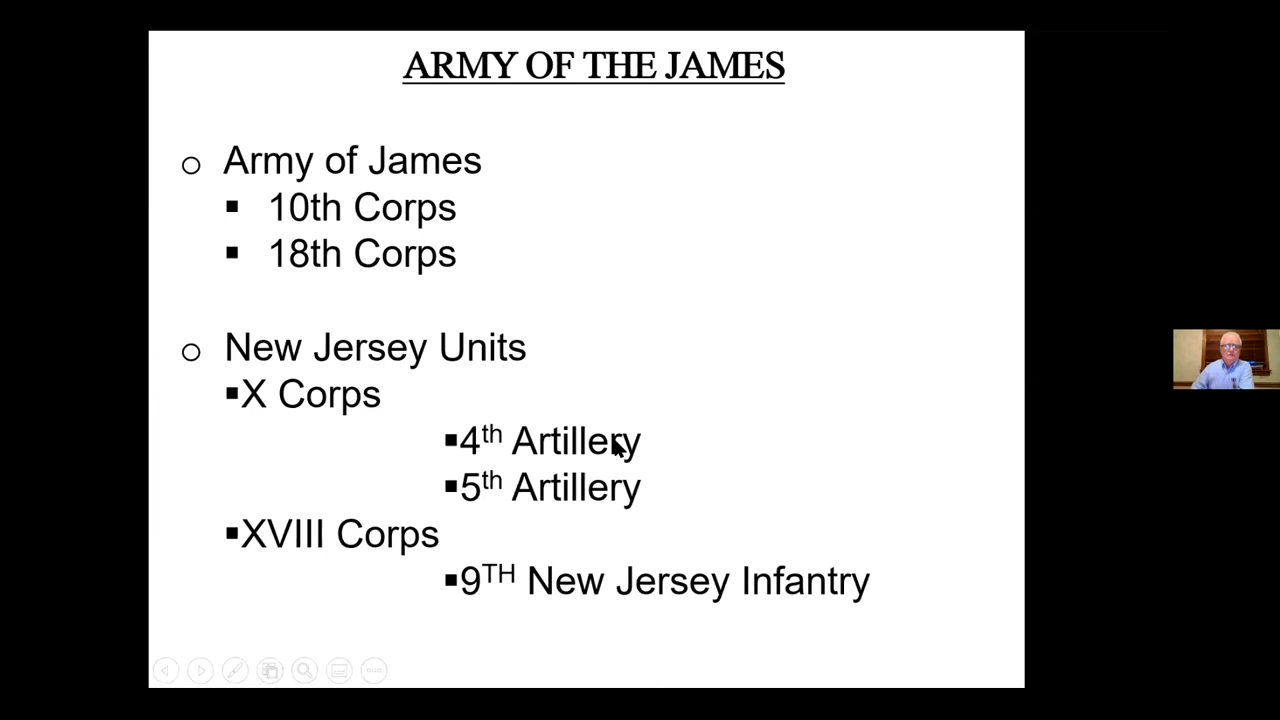 ARMY OF THE JAMES
o Army of James
▪ 10th Corps
▪ 18th Corps
o New Jersey Units
▪X Corps
▪4th Artillery
▪5th Artillery
▪XVIII Corps
▪9TH New Jersey Infantry